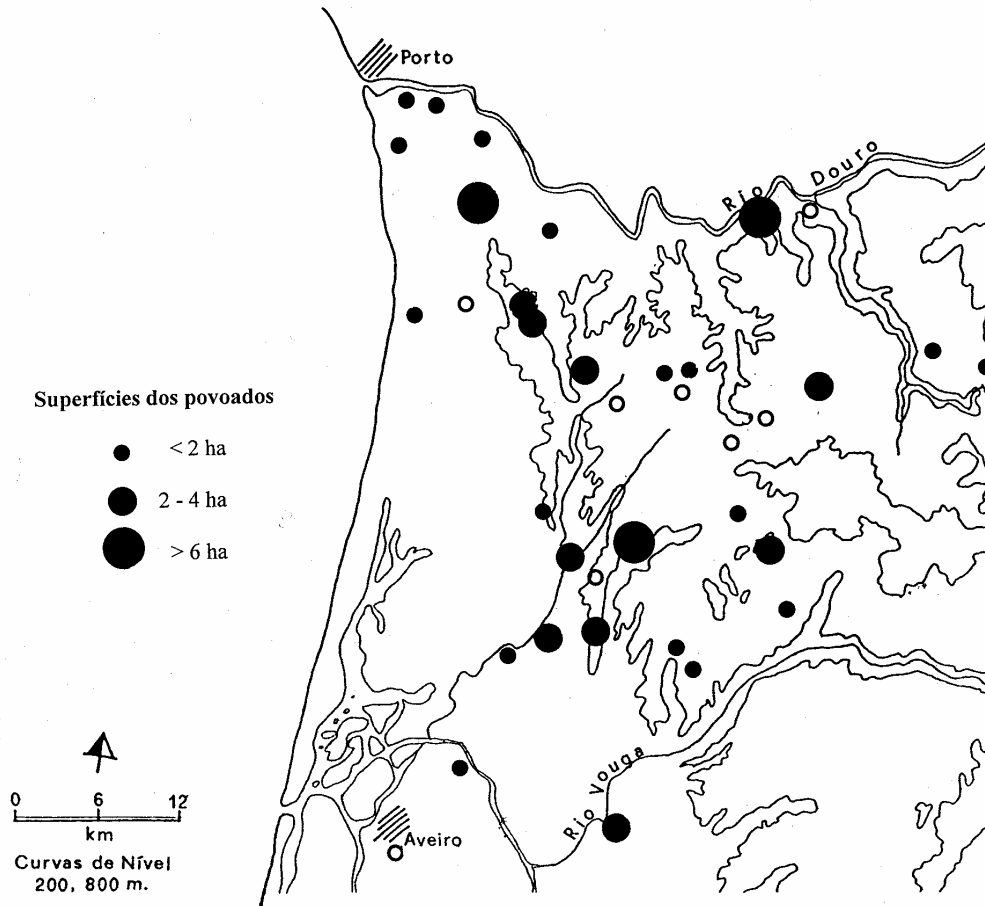 Porto
Rio Douro
Superfícies dos povoados
< 2 ha
2 - 4 ha
> 6 ha
Rio Vouga
0 6 12
km
Aveiro
Curvas de Nível
200, 800 m.